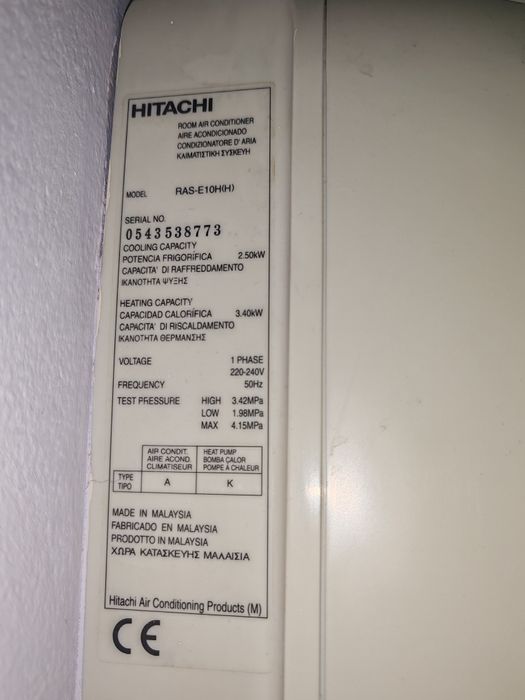 HITACHI
ROOM AIR CONDITIONER
AIRE ACONDICIONADO
CONDIZIONATORE D' ARIA
ΚΛΙΜΑΤΙΣΤΙΚΗ ΣΥΣΚΕΥΗ
MODEL RAS-E10H(H)
SERIAL NO.
0543538773
COOLING CAPACITY
POTENCIA FRIGORIFICA 2.50kW
CAPACITA' DI RAFFREDDAMENTO
ΙΚΑΝΟΤΗΤΑ ΨΥΞΗΣ
HEATING CAPACITY
CAPACIDAD CALORÍFICA 3.40kW
CAPACITA' DI RISCALDAMENTO
ΙΚΑΝΟΤΗΤΑ ΘΕΡΜΑΝΣΗΣ
VOLTAGE 1 PHASE
220-240V
FREQUENCY 50Hz
TEST PRESSURE HIGH 3.42MPa
LOW 1.98MPa
MAX 4.15MPa
AIR CONDIT. HEAT PUMP
AIRE ACOND. BOMBA CALOR
CLIMATISEUR POMPE À CHALEUR
TYPE A K
TIPO
MADE IN MALAYSIA
FABRICADO EN MALAYSIA
PRODOTTO IN MALAYSIA
ΧΩΡΑ ΚΑΤΑΣΚΕΥΗΣ ΜΑΛΑΙΣΙΑ
Hitachi Air Conditioning Products (M)
CE